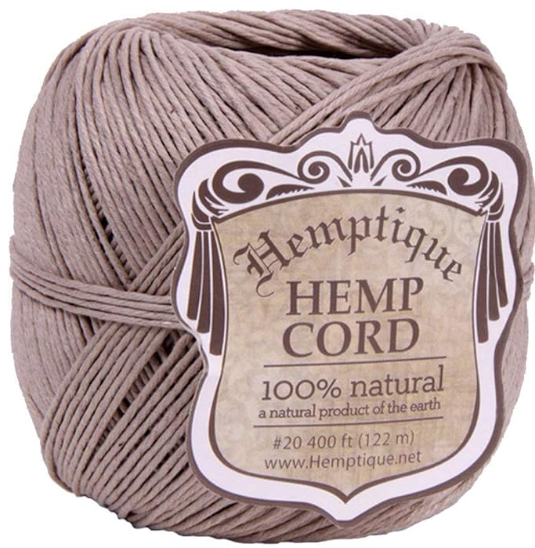 Hemptique
HEMP
CORD
100% natural
a natural product of the earth
#20 400 ft (122 m)
www.Hemptique.net